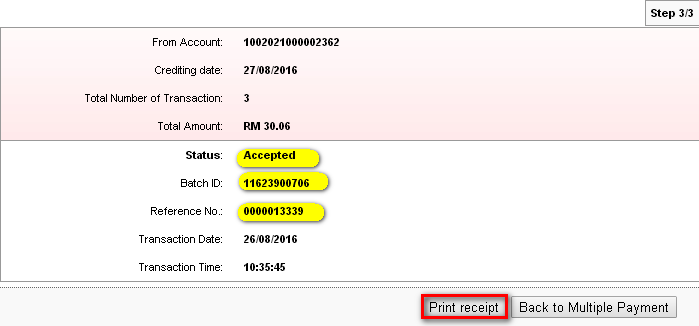 Step 3/3
From Account: 1002021000002362
Crediting date: 27/08/2016
Total Number of Transaction: 3
Total Amount: RM 30.06
Status: Accepted
Batch ID: 11623900706
Reference No.: 0000013339
Transaction Date: 26/08/2016
Transaction Time: 10:35:45
Print receipt Back to Multiple Payment